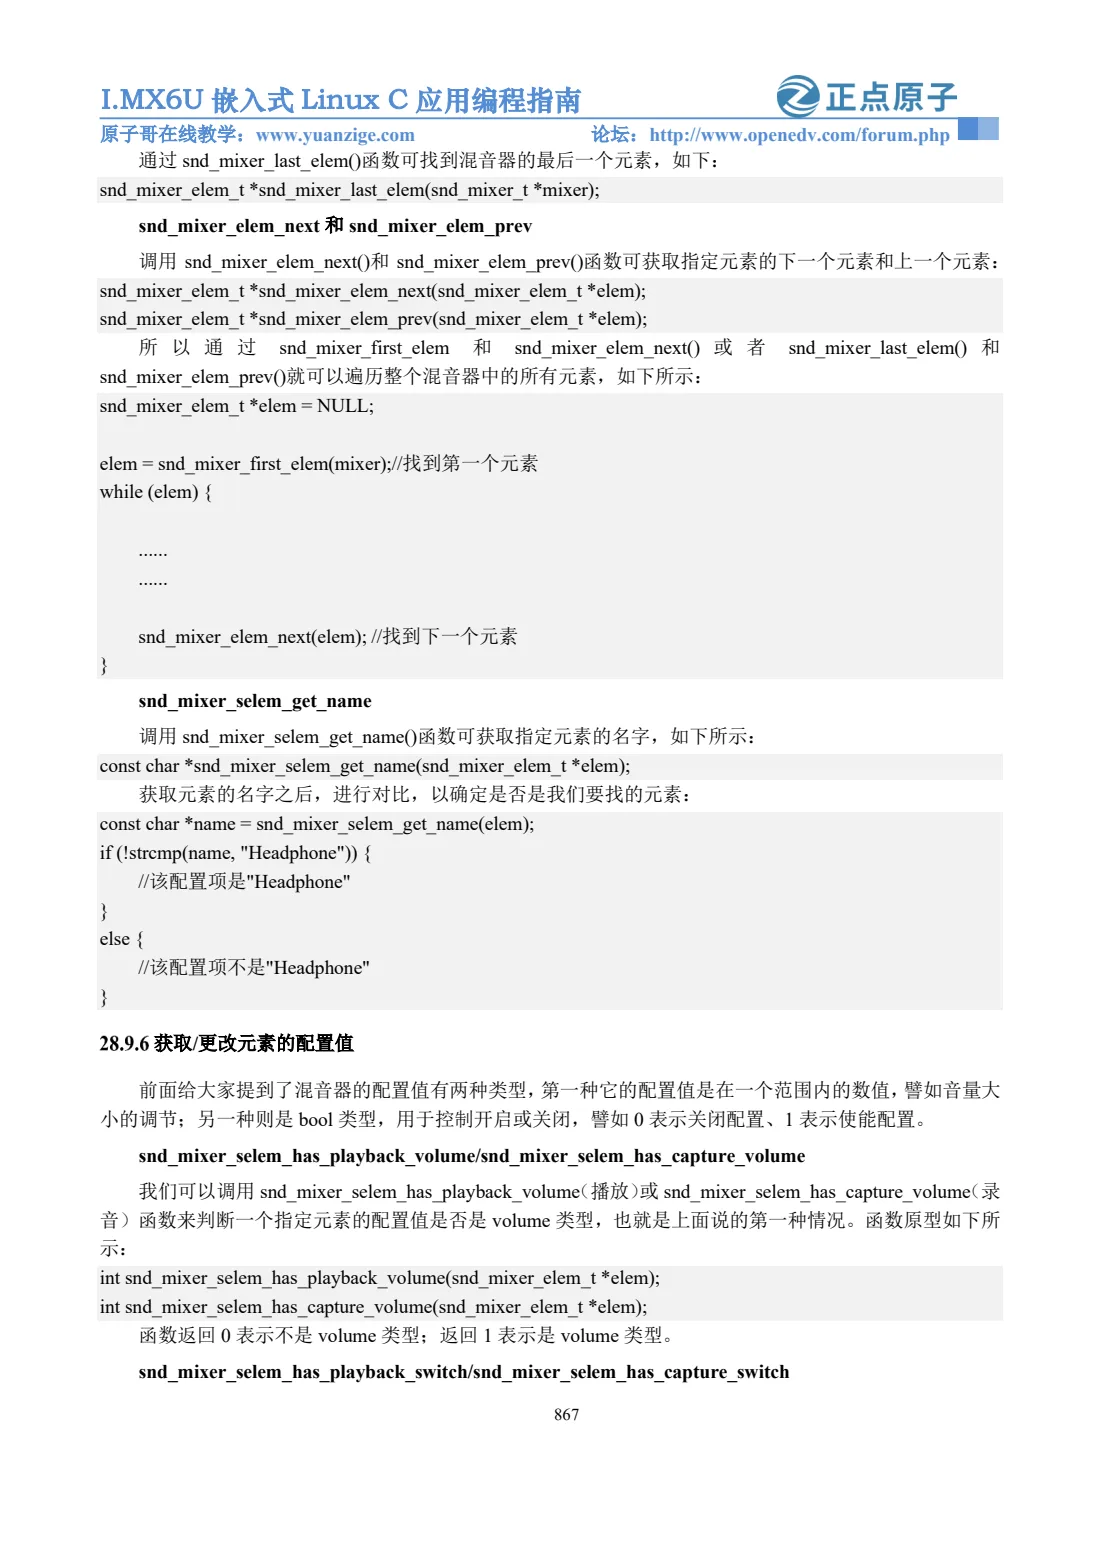 I.MX6U 嵌入式 Linux C 应用编程指南
正点原子
原子哥在线教学：www.yuanzige.com 论坛：http://www.openedv.com/forum.php
通过 snd_mixer_last_elem()函数可找到混音器的最后一个元素，如下：
snd_mixer_elem_t *snd_mixer_last_elem(snd_mixer_t *mixer);
snd_mixer_elem_next 和 snd_mixer_elem_prev
调用 snd_mixer_elem_next()和 snd_mixer_elem_prev()函数可获取指定元素的下一个元素和上一个元素：
snd_mixer_elem_t *snd_mixer_elem_next(snd_mixer_elem_t *elem);
snd_mixer_elem_t *snd_mixer_elem_prev(snd_mixer_elem_t *elem);
所以通过 snd_mixer_first_elem 和 snd_mixer_elem_next() 或者 snd_mixer_last_elem() 和
snd_mixer_elem_prev()就可以遍历整个混音器中的所有元素，如下所示：
snd_mixer_elem_t *elem = NULL;
elem = snd_mixer_first_elem(mixer);//找到第一个元素
while (elem) {
......
......
snd_mixer_elem_next(elem); //找到下一个元素
}
snd_mixer_selem_get_name
调用 snd_mixer_selem_get_name()函数可获取指定元素的名字，如下所示：
const char *snd_mixer_selem_get_name(snd_mixer_elem_t *elem);
获取元素的名字之后，进行对比，以确定是否是我们要找的元素：
const char *name = snd_mixer_selem_get_name(elem);
if (!strcmp(name, "Headphone")) {
//该配置项是"Headphone"
}
else {
//该配置项不是"Headphone"
}
28.9.6 获取/更改元素的配置值
前面给大家提到了混音器的配置值有两种类型，第一种它的配置值是在一个范围内的数值，譬如音量大
小的调节；另一种则是 bool 类型，用于控制开启或关闭，譬如 0 表示关闭配置、1 表示使能配置。
snd_mixer_selem_has_playback_volume/snd_mixer_selem_has_capture_volume
我们可以调用 snd_mixer_selem_has_playback_volume（播放）或 snd_mixer_selem_has_capture_volume（录
音）函数来判断一个指定元素的配置值是否是 volume 类型，也就是上面说的第一种情况。函数原型如下所
示：
int snd_mixer_selem_has_playback_volume(snd_mixer_elem_t *elem);
int snd_mixer_selem_has_capture_volume(snd_mixer_elem_t *elem);
函数返回 0 表示不是 volume 类型；返回 1 表示是 volume 类型。
snd_mixer_selem_has_playback_switch/snd_mixer_selem_has_capture_switch
867